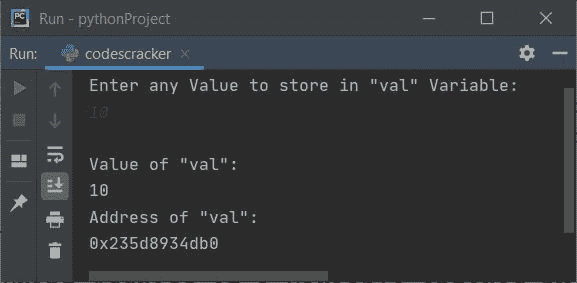 Run - pythonProject
Run: codescracker
Enter any Value to store in "val" Variable:
10
Value of "val":
10
Address of "val":
0x235d8934db0